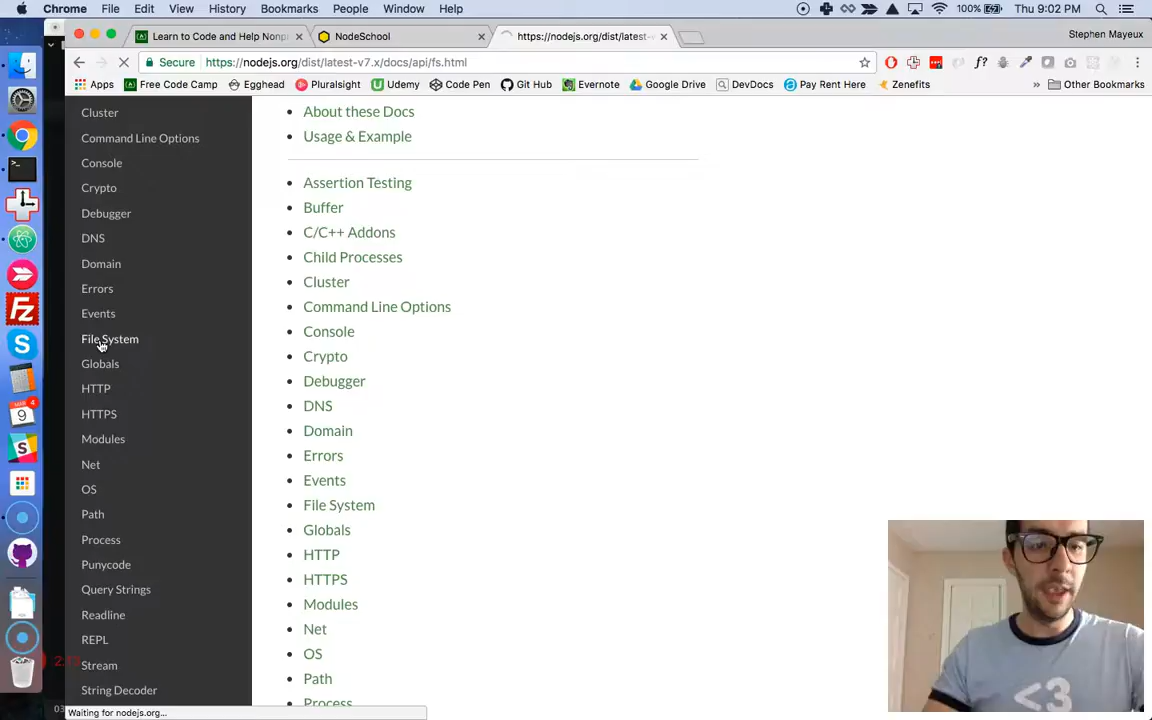 Chrome File Edit View History Bookmarks People Window Help 100% Thu 9:02 PM
Learn to Code and Help Nonp × NodeSchool × https://nodejs.org/dist/latest-v × Stephen Mayeux
Secure https://nodejs.org/dist/latest-v7.x/docs/api/fs.html
Apps Free Code Camp Egghead Pluralsight Udemy Code Pen Git Hub Evernote Google Drive DevDocs Pay Rent Here Zenefits » Other Bookmarks
Cluster
Command Line Options
Console
Crypto
Debugger
DNS
Domain
Errors
Events
File System
Globals
HTTP
HTTPS
Modules
Net
OS
Path
Process
Punycode
Query Strings
Readline
REPL
Stream
String Decoder
About these Docs
Usage & Example
Assertion Testing
Buffer
C/C++ Addons
Child Processes
Cluster
Command Line Options
Console
Crypto
Debugger
DNS
Domain
Errors
Events
File System
Globals
HTTP
HTTPS
Modules
Net
OS
Path
Process
Waiting for nodejs.org...
<3